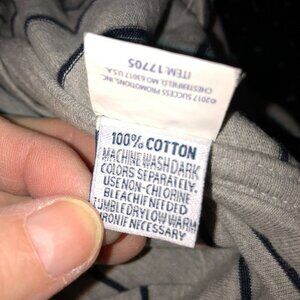 ©2017 SUCCESS PROMOTIONS, INC
CHESTERFIELD, MO 63017 U.S.A.
ITEM 17705
100% COTTON
MACHINE WASH DARK
COLORS SEPARATELY.
USE NON-CHLORINE
BLEACH IF NEEDED
TUMBLE DRY LOW WARM
IRON IF NECESSARY